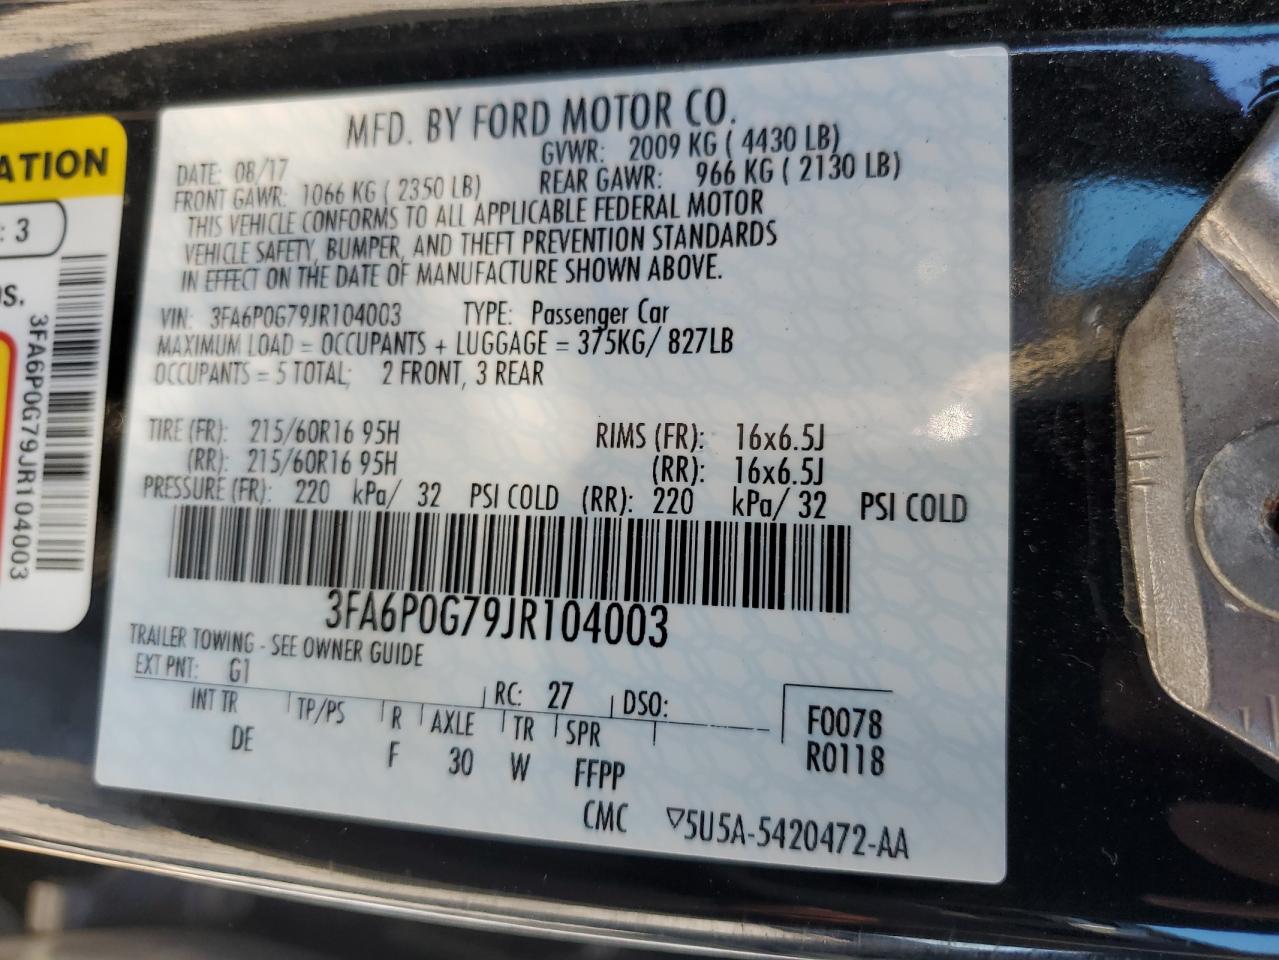 MFD. BY FORD MOTOR CO.
DATE: 08/17 GVWR: 2009 KG ( 4430 LB)
FRONT GAWR: 1066 KG ( 2350 LB) REAR GAWR: 966 KG ( 2130 LB)
THIS VEHICLE CONFORMS TO ALL APPLICABLE FEDERAL MOTOR
VEHICLE SAFETY, BUMPER, AND THEFT PREVENTION STANDARDS
IN EFFECT ON THE DATE OF MANUFACTURE SHOWN ABOVE.
VIN: 3FA6P0G79JR104003 TYPE: Passenger Car
MAXIMUM LOAD = OCCUPANTS + LUGGAGE = 375KG/ 827LB
OCCUPANTS = 5 TOTAL; 2 FRONT, 3 REAR
TIRE (FR): 215/60R16 95H RIMS (FR): 16x6.5J
(RR): 215/60R16 95H (RR): 16x6.5J
PRESSURE (FR): 220 kPa/ 32 PSI COLD (RR): 220 kPa/ 32 PSI COLD
3FA6P0G79JR104003
TRAILER TOWING - SEE OWNER GUIDE
EXT PNT: G1 RC: 27 DSO:
INT TR TP/PS R AXLE TR SPR F0078
DE F 30 W FFPP R0118
CMC ▽5U5A-5420472-AA
ATION
: 3
os.
3FA6P0G79JR104003